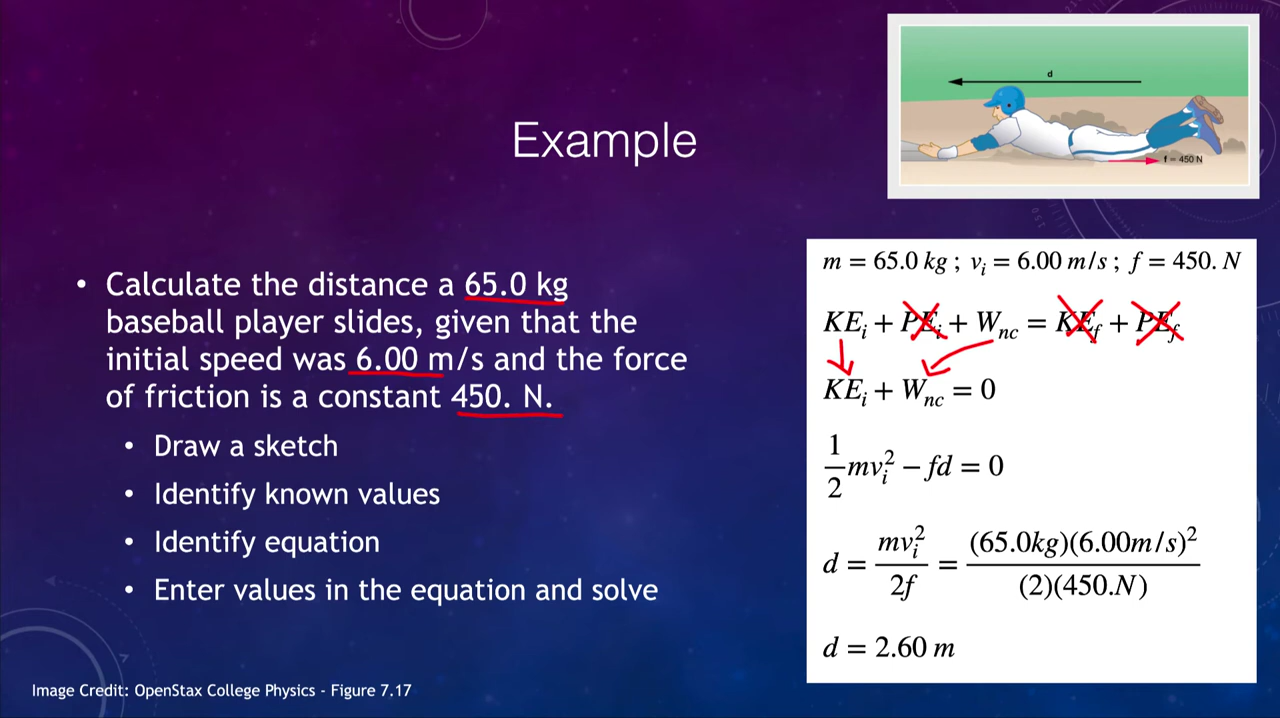 d
f = 450 N
Example
• Calculate the distance a 65.0 kg
baseball player slides, given that the
initial speed was 6.00 m/s and the force
of friction is a constant 450. N.
• Draw a sketch
• Identify known values
• Identify equation
• Enter values in the equation and solve
m = 65.0 kg ; v_i = 6.00 m/s ; f = 450. N
KE_i + PE_i + W_nc = KE_f + PE_f
KE_i + W_nc = 0
1/2 mv_i^2 − fd = 0
d = mv_i^2 / 2f = (65.0kg)(6.00m/s)^2 / (2)(450.N)
d = 2.60 m
Image Credit: OpenStax College Physics - Figure 7.17